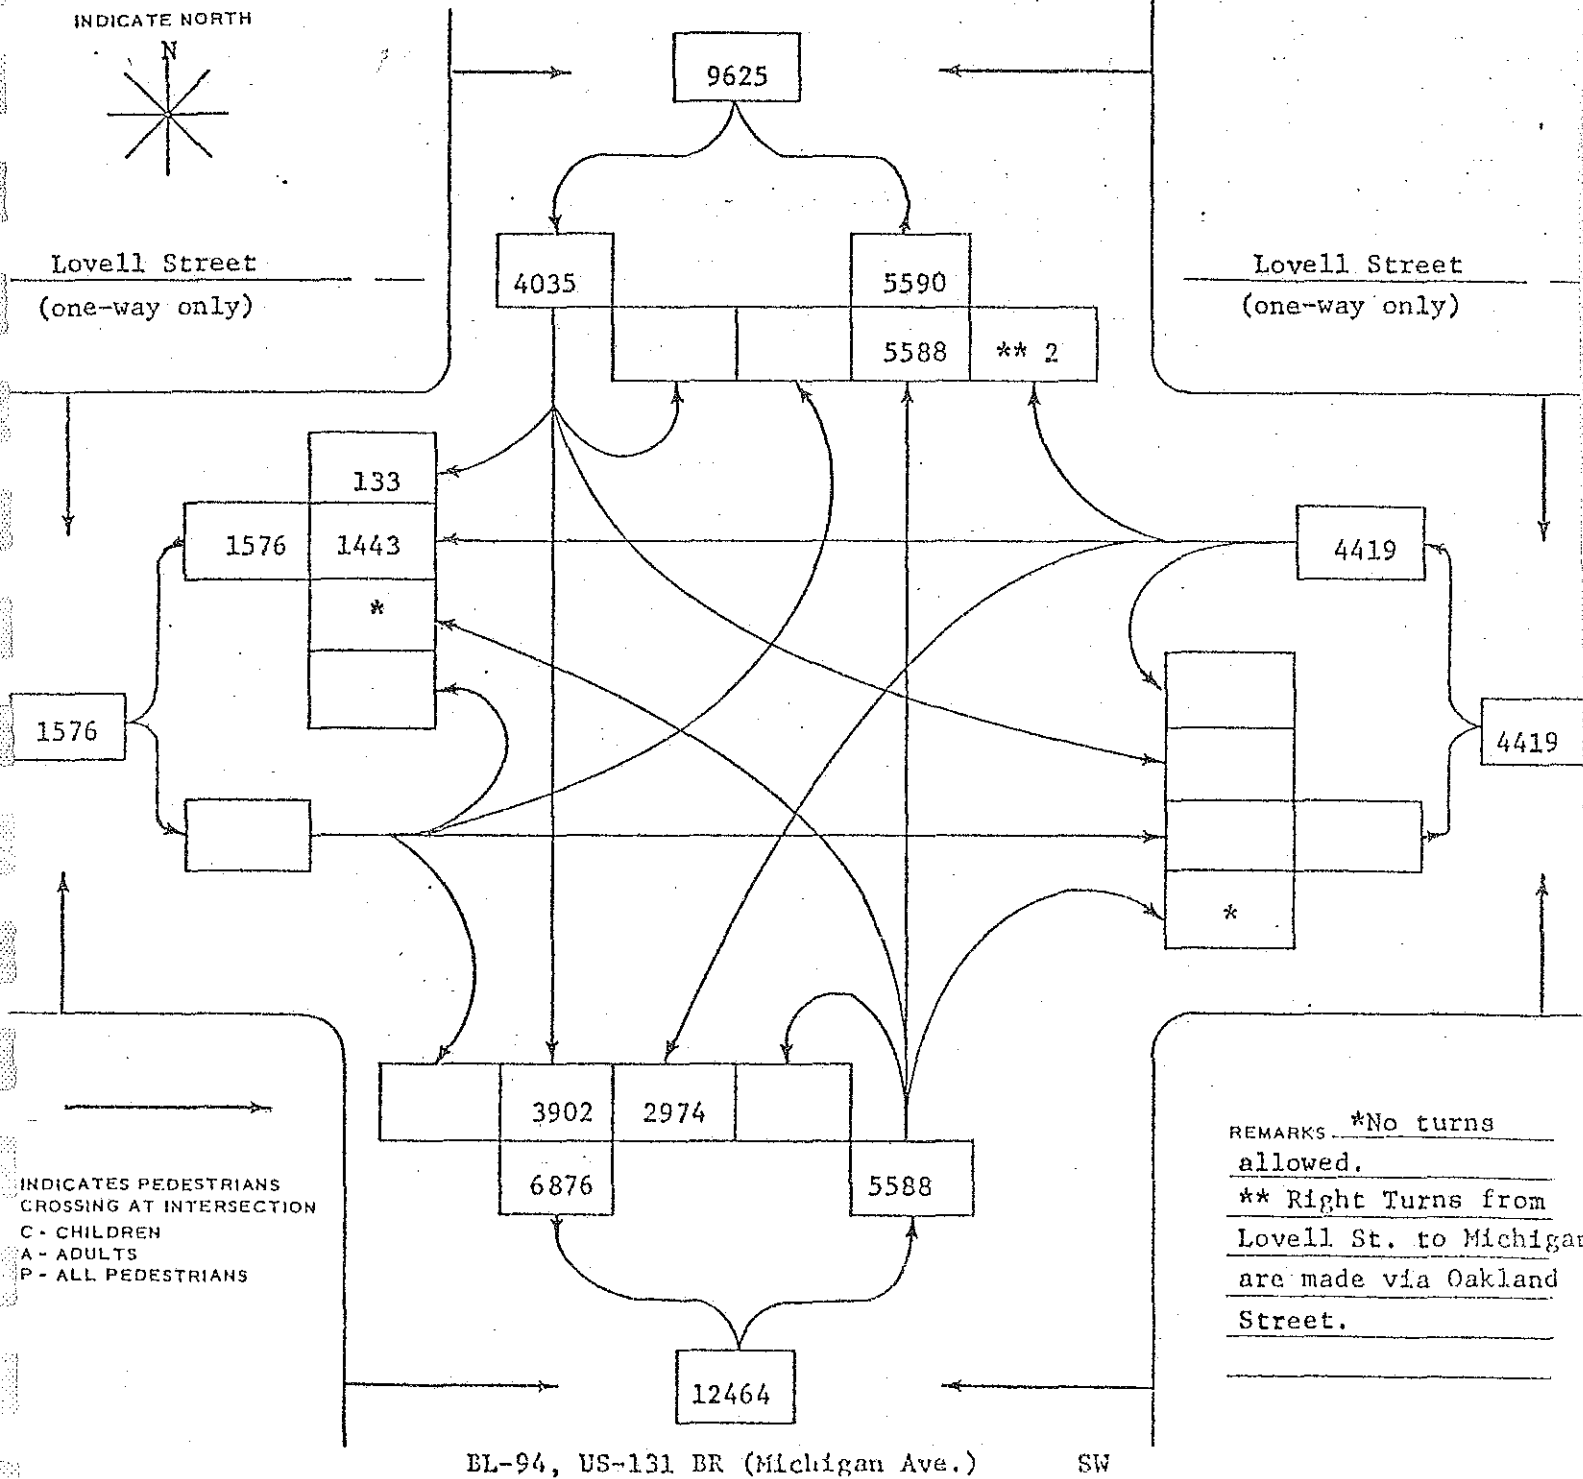 INDICATE NORTH
N
9625
Lovell Street
(one-way only)
Lovell Street
(one-way only)
4035
5590
5588
** 2
133
1576
1443
4419
*
1576
4419
*
3902
2974
6876
5588
INDICATES PEDESTRIANS
CROSSING AT INTERSECTION
C - CHILDREN
A - ADULTS
P - ALL PEDESTRIANS
REMARKS *No turns
allowed.
** Right Turns from
Lovell St. to Michigan
are made via Oakland
Street.
12464
BL-94, US-131 BR (Michigan Ave.) SW